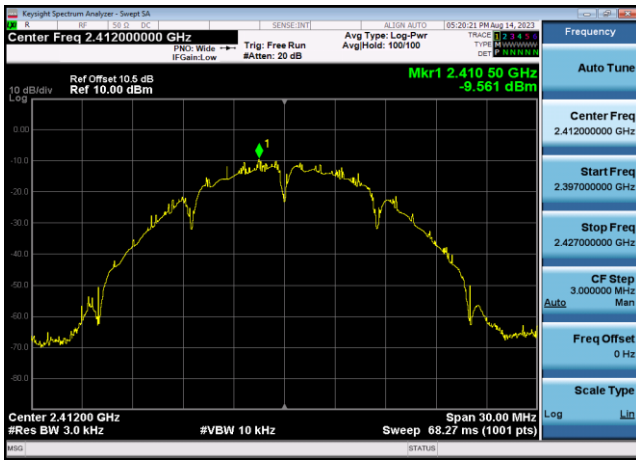 Keysight Spectrum Analyzer - Swept SA
R RF 50 Ω DC SENSE:INT ALIGN AUTO 05:20:21 PM Aug 14, 2023
Center Freq 2.412000000 GHz
PNO: Wide
IFGain:Low
Trig: Free Run
#Atten: 20 dB
Avg Type: Log-Pwr
Avg|Hold: 100/100
TRACE 1 2 3 4 5 6
TYPE M WWWWW
DET P N N N N N
Ref Offset 10.5 dB
Ref 10.00 dBm
10 dB/div
Log
Mkr1 2.410 50 GHz
-9.561 dBm
1
0.00
-10.0
-20.0
-30.0
-40.0
-50.0
-60.0
-70.0
-80.0
Center 2.41200 GHz
#Res BW 3.0 kHz
#VBW 10 kHz
Span 30.00 MHz
Sweep 68.27 ms (1001 pts)
MSG
STATUS
Frequency
Auto Tune
Center Freq
2.412000000 GHz
Start Freq
2.397000000 GHz
Stop Freq
2.427000000 GHz
CF Step
3.000000 MHz
Auto Man
Freq Offset
0 Hz
Scale Type
Log Lin